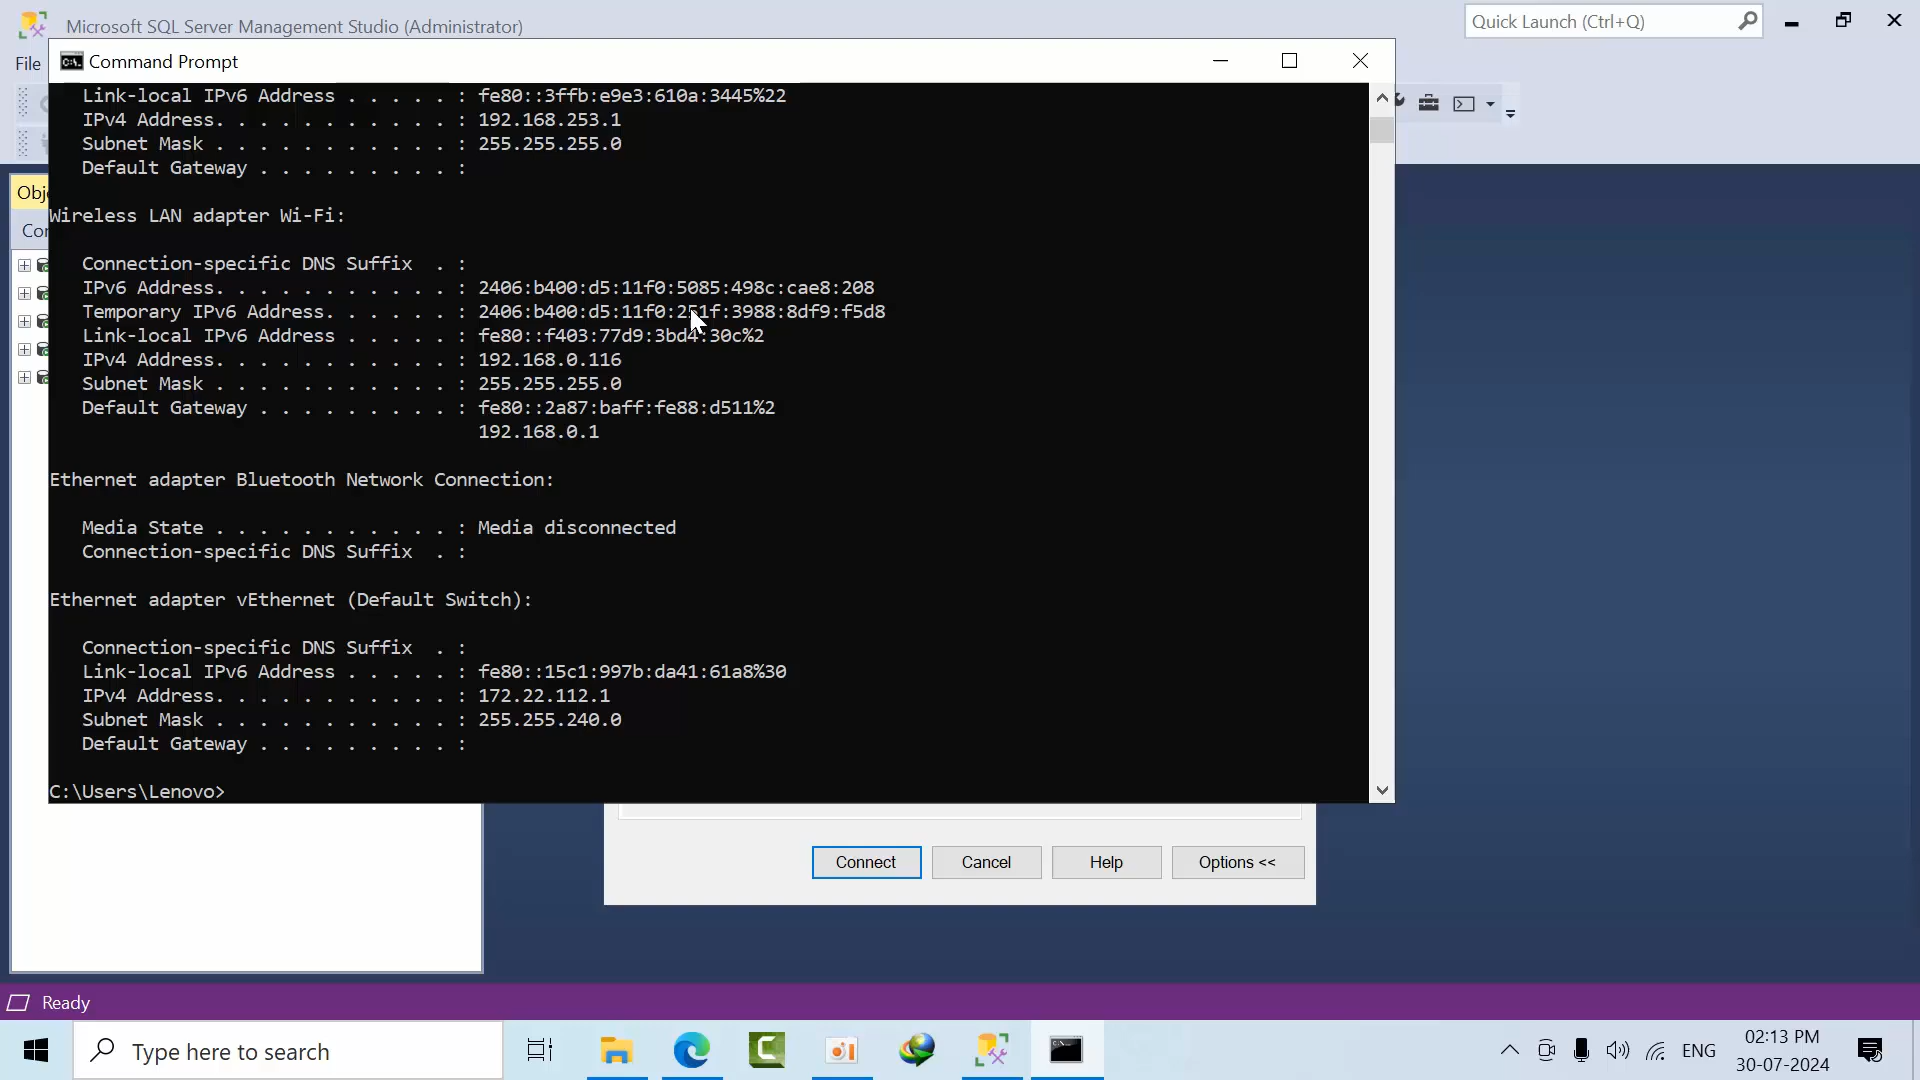 Microsoft SQL Server Management Studio (Administrator)
Quick Launch (Ctrl+Q)
File
Command Prompt
Link-local IPv6 Address . . . . . : fe80::3ffb:e9e3:610a:3445%22
IPv4 Address. . . . . . . . . . . : 192.168.253.1
Subnet Mask . . . . . . . . . . . : 255.255.255.0
Default Gateway . . . . . . . . . :
Wireless LAN adapter Wi-Fi:
Connection-specific DNS Suffix  . :
IPv6 Address. . . . . . . . . . . : 2406:b400:d5:11f0:5085:498c:cae8:208
Temporary IPv6 Address. . . . . . : 2406:b400:d5:11f0:251f:3988:8df9:f5d8
Link-local IPv6 Address . . . . . : fe80::f403:77d9:3bd4:30c%2
IPv4 Address. . . . . . . . . . . : 192.168.0.116
Subnet Mask . . . . . . . . . . . : 255.255.255.0
Default Gateway . . . . . . . . . : fe80::2a87:baff:fe88:d511%2
192.168.0.1
Ethernet adapter Bluetooth Network Connection:
Media State . . . . . . . . . . . : Media disconnected
Connection-specific DNS Suffix  . :
Ethernet adapter vEthernet (Default Switch):
Connection-specific DNS Suffix  . :
Link-local IPv6 Address . . . . . : fe80::15c1:997b:da41:61a8%30
IPv4 Address. . . . . . . . . . . : 172.22.112.1
Subnet Mask . . . . . . . . . . . : 255.255.240.0
Default Gateway . . . . . . . . . :
C:\Users\Lenovo>
Obj
Con
Connect
Cancel
Help
Options <<
Ready
Type here to search
ENG
02:13 PM
30-07-2024